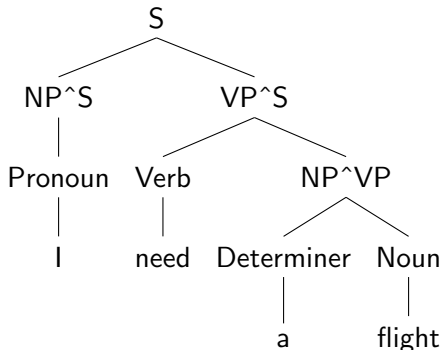 S
NP^S VP^S
Pronoun Verb NP^VP
I need Determiner Noun
a flight